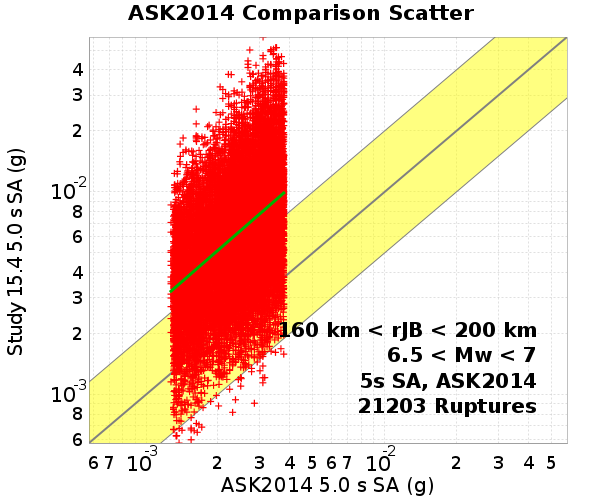 ASK2014 Comparison Scatter
Study 15.4 5.0 s SA (g)
4
3
2
10-2
8
6
4
3
2
10-3
8
6
160 km < rJB < 200 km
6.5 < Mw < 7
5s SA, ASK2014
21203 Ruptures
6 7 10-3 2 3 4 5 6 7 10-2 2 3 4 5
ASK2014 5.0 s SA (g)